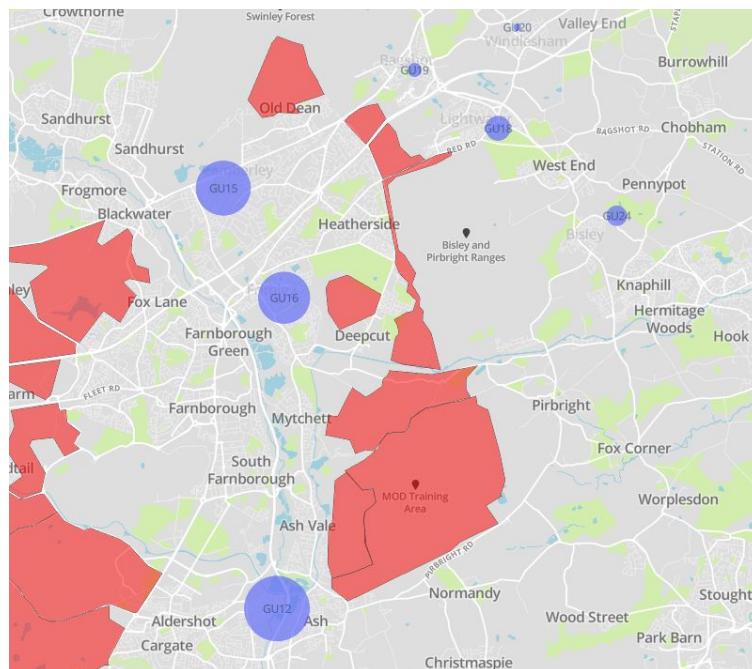 Crowthorne
Swinley Forest
GU20
Windlesham
Valley End
Bagshot
GU19
Burrowhill
Old Dean
Sandhurst
Lightwater
GU18
BAGSHOT RD
Chobham
Sandhurst
RED RD
STATION RD
West End
Camberley
GU15
Pennypot
Frogmore
Blackwater
GU24
Heatherside
Bisley
Bisley and
Pirbright Ranges
Fox Lane
GU16
Knaphill
Hermitage
Woods
Farnborough
Green
Deepcut
Hook
FLEET RD
Farnborough
Mytchett
Pirbright
Fox Corner
South
Farnborough
MOD Training
Area
Worplesdon
Ash Vale
PIRBRIGHT RD
Normandy
GU12
Aldershot
Ash
Wood Street
Stought
Cargate
Park Barn
Christmaspie